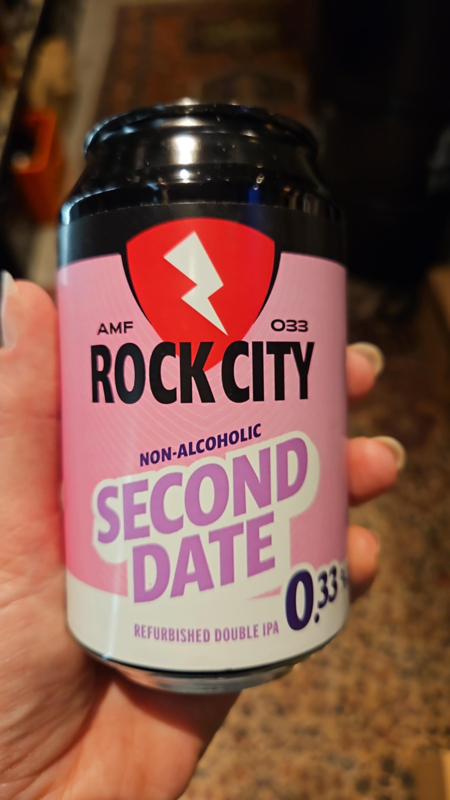 AMF 033
ROCK CITY
NON-ALCOHOLIC
SECOND
DATE
0.33 %
REFURBISHED DOUBLE IPA